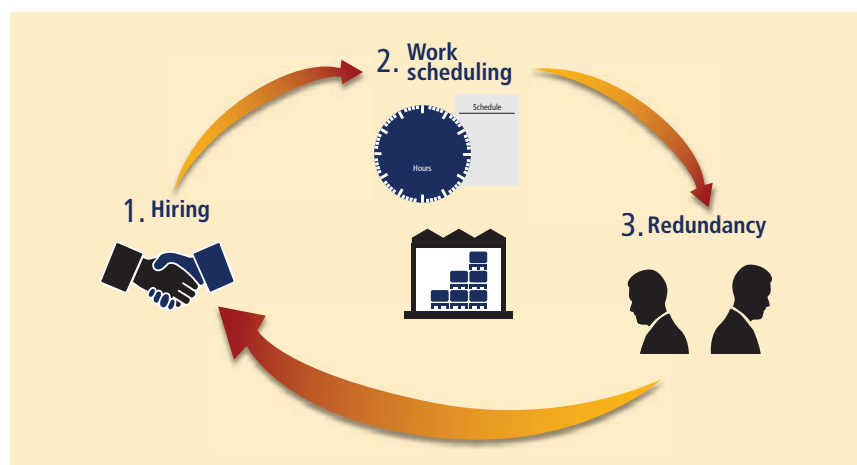 2. Work
scheduling
Schedule
Hours
1. Hiring
3. Redundancy